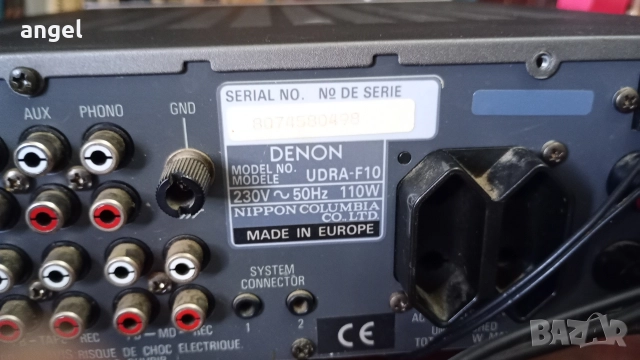 angel
SERIAL NO. Nº DE SERIE
AUX PHONO GND
DENON
MODEL NO.
MODELE UDRA-F10
230V ~ 50Hz 110W
NIPPON COLUMBIA
CO., LTD.
MADE IN EUROPE
SYSTEM
CONNECTOR
1 2
TAPE REC MD REC
RISQUE DE CHOC ELECTRIQUE.
CE
BAZAR.BG